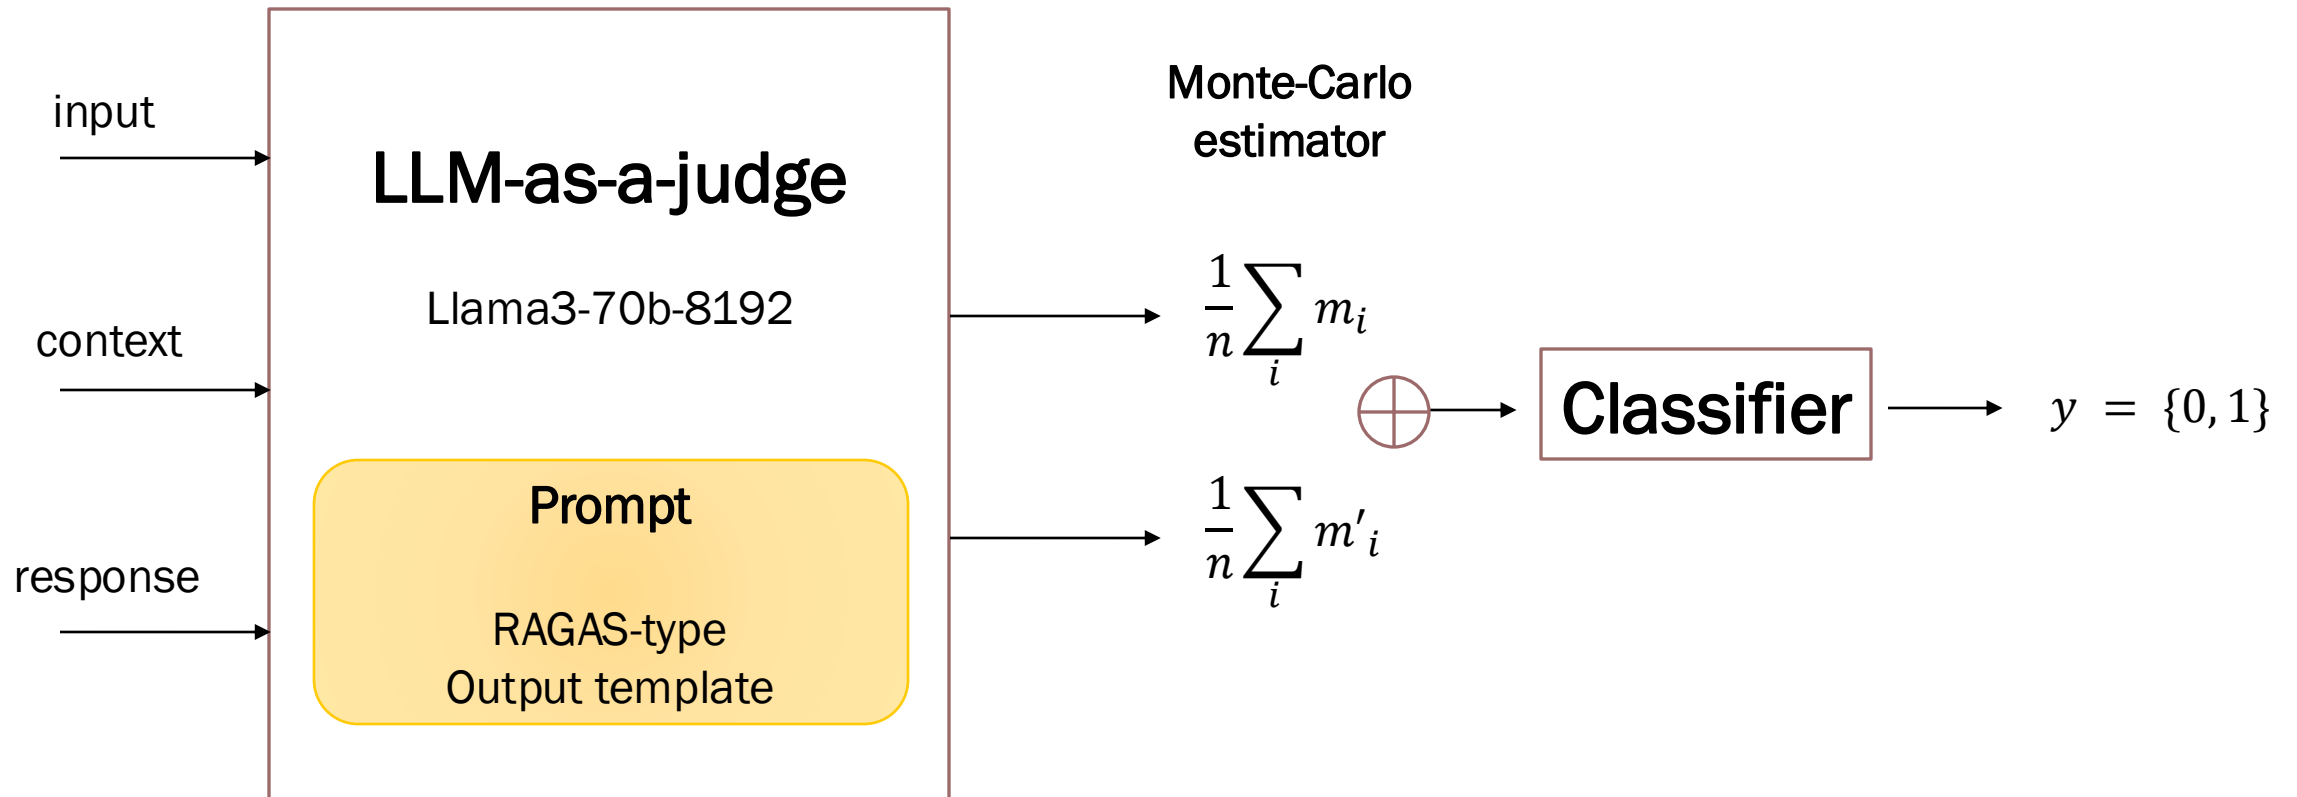 input
context
response
LLM-as-a-judge
Llama3-70b-8192
Prompt
RAGAS-type
Output template
Monte-Carlo
estimator
1/n ∑_i m_i
1/n ∑_i m'_i
Classifier
y = {0, 1}